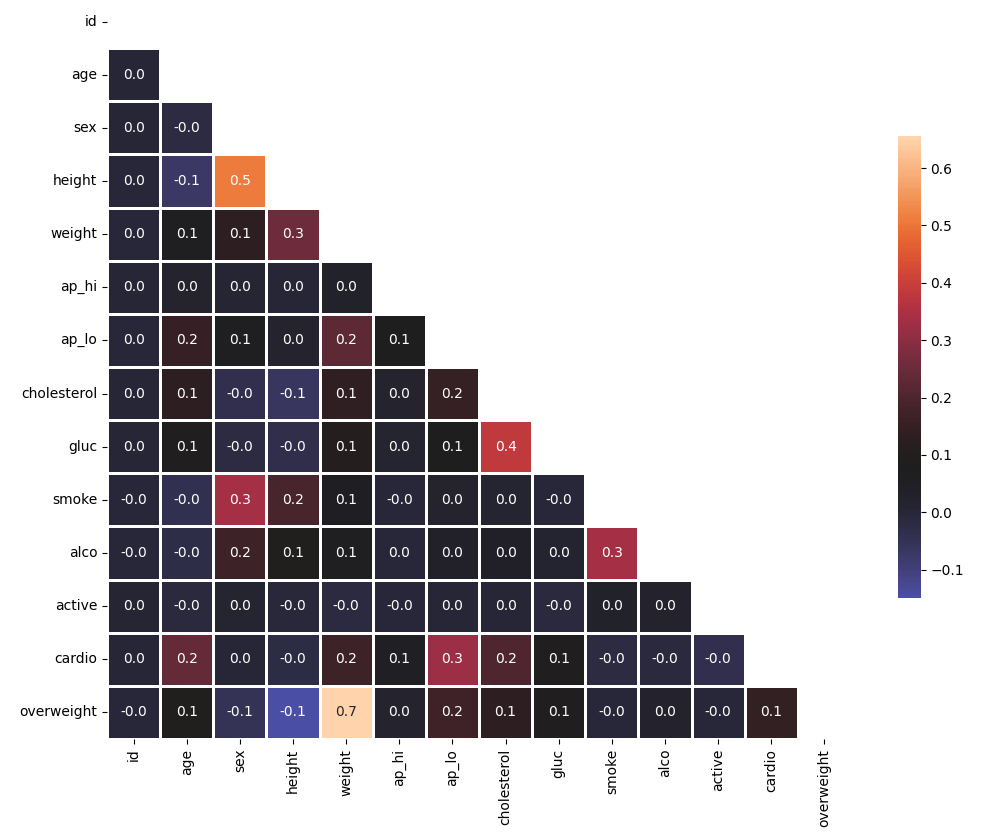 id
age 0.0
sex 0.0 -0.0
height 0.0 -0.1 0.5
weight 0.0 0.1 0.1 0.3
ap_hi 0.0 0.0 0.0 0.0 0.0
ap_lo 0.0 0.2 0.1 0.0 0.2 0.1
cholesterol 0.0 0.1 -0.0 -0.1 0.1 0.0 0.2
gluc 0.0 0.1 -0.0 -0.0 0.1 0.0 0.1 0.4
smoke -0.0 -0.0 0.3 0.2 0.1 -0.0 0.0 0.0 -0.0
alco -0.0 -0.0 0.2 0.1 0.1 0.0 0.0 0.0 0.0 0.3
active 0.0 -0.0 0.0 -0.0 -0.0 -0.0 0.0 0.0 -0.0 0.0 0.0
cardio 0.0 0.2 0.0 -0.0 0.2 0.1 0.3 0.2 0.1 -0.0 -0.0 -0.0
overweight -0.0 0.1 -0.1 -0.1 0.7 0.0 0.2 0.1 0.1 -0.0 0.0 -0.0 0.1
id age sex height weight ap_hi ap_lo cholesterol gluc smoke alco active cardio overweight
0.6
0.5
0.4
0.3
0.2
0.1
0.0
−0.1